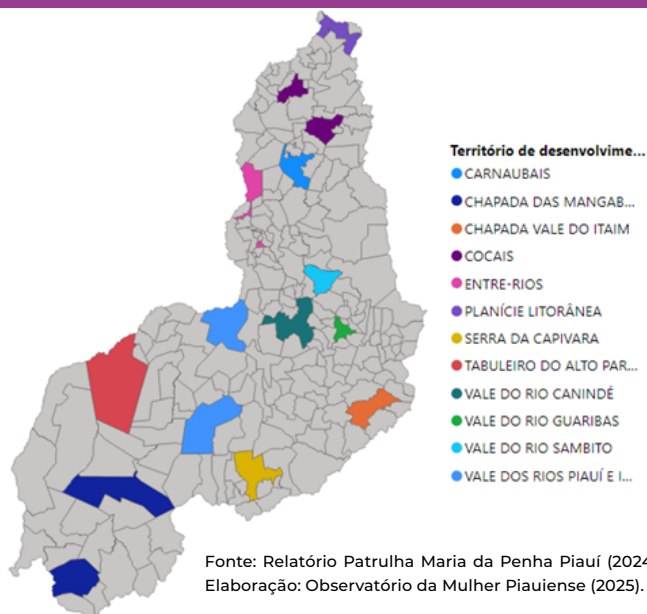 Território de desenvolvime...
CARNAUBAIS
CHAPADA DAS MANGAB...
CHAPADA VALE DO ITAIM
COCAIS
ENTRE-RIOS
PLANÍCIE LITORÂNEA
SERRA DA CAPIVARA
TABULEIRO DO ALTO PAR...
VALE DO RIO CANINDÉ
VALE DO RIO GUARIBAS
VALE DO RIO SAMBITO
VALE DOS RIOS PIAUÍ E I...
Fonte: Relatório Patrulha Maria da Penha Piauí (2024
Elaboração: Observatório da Mulher Piauiense (2025).